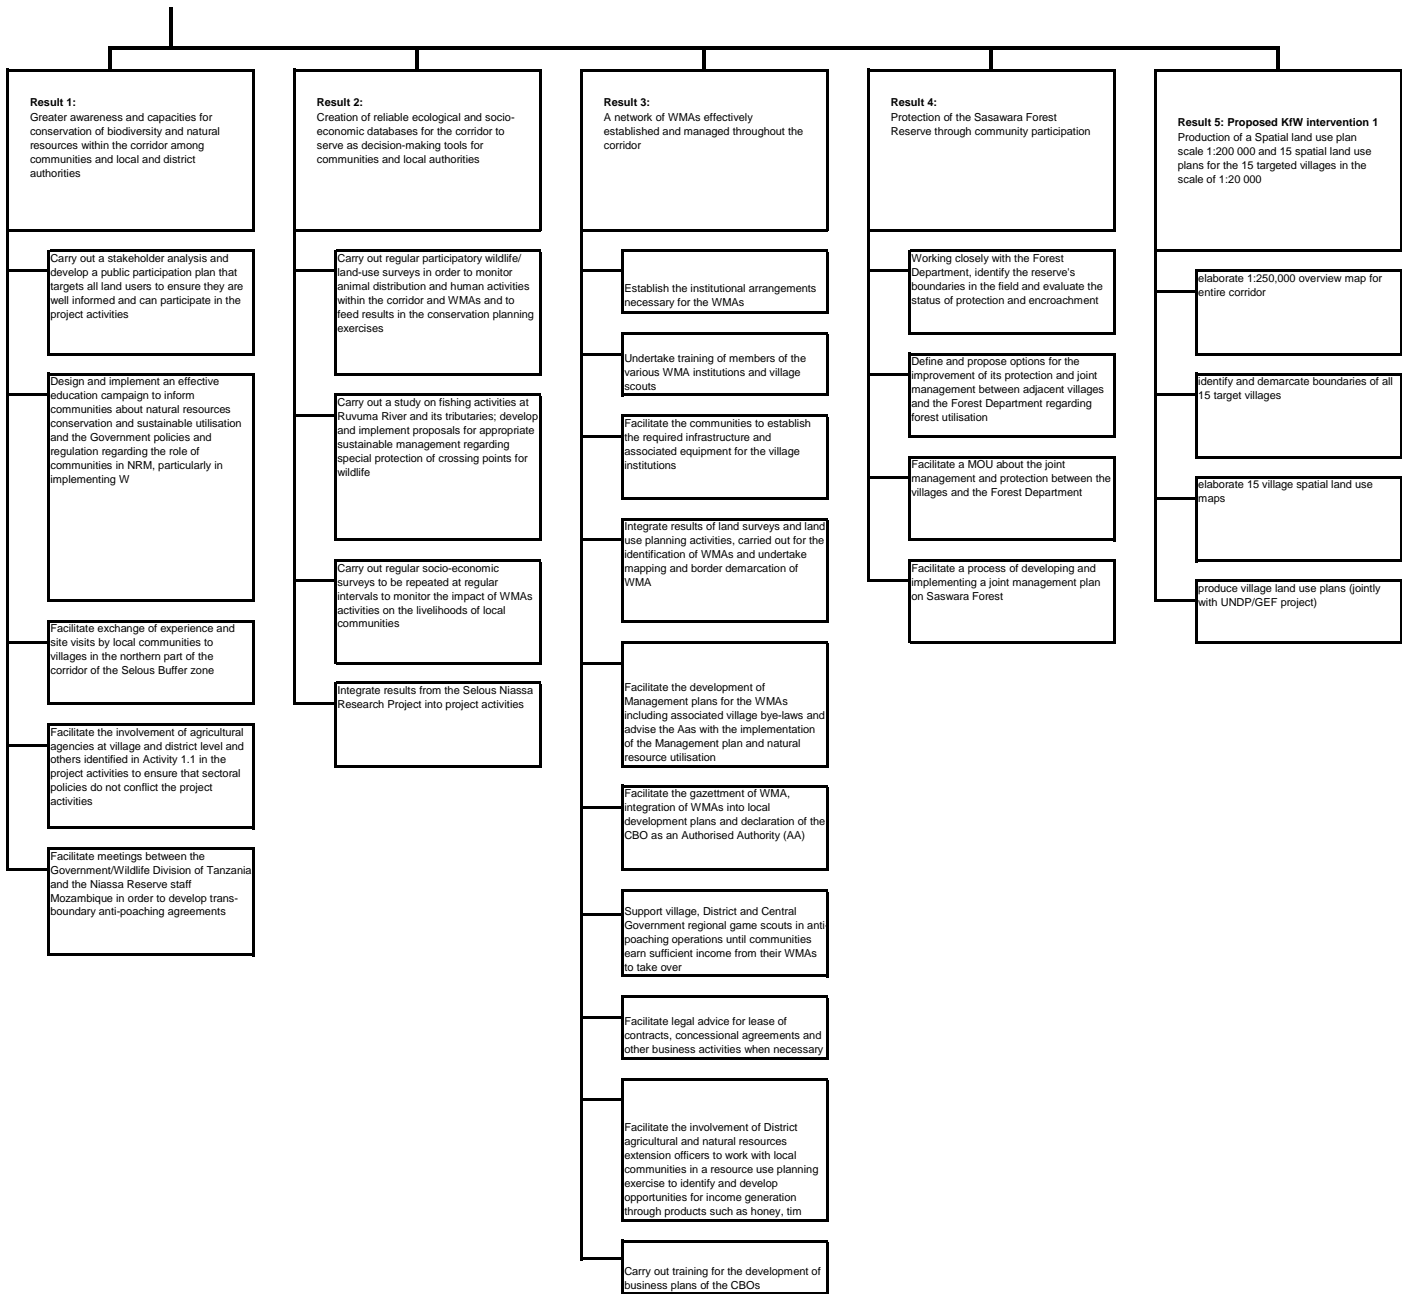 Result 1:
Greater awareness and capacities for
conservation of biodiversity and natural
resources within the corridor among
communities and local and district
authorities
Carry out a stakeholder analysis and
develop a public participation plan that
targets all land users to ensure they are
well informed and can participate in the
project activities
Design and implement an effective
education campaign to inform
communities about natural resources
conservation and sustainable utilisation
and the Government policies and
regulation regarding the role of
communities in NRM, particularly in
implementing W
Facilitate exchange of experience and
site visits by local communities to
villages in the northern part of the
corridor of the Selous Buffer zone
Facilitate the involvement of agricultural
agencies at village and district level and
others identified in Activity 1.1 in the
project activities to ensure that sectoral
policies do not conflict the project
activities
Facilitate meetings between the
Government/Wildlife Division of Tanzania
and the Niassa Reserve staff
Mozambique in order to develop trans-
boundary anti-poaching agreements
Result 2:
Creation of reliable ecological and socio-
economic databases for the corridor to
serve as decision-making tools for
communities and local authorities
Carry out regular participatory wildlife/
land-use surveys in order to monitor
animal distribution and human activities
within the corridor and WMAs and to
feed results in the conservation planning
exercises
Carry out a study on fishing activities at
Ruvuma River and its tributaries; develop
and implement proposals for appropriate
sustainable management regarding
special protection of crossing points for
wildlife
Carry out regular socio-economic
surveys to be repeated at regular
intervals to monitor the impact of WMAs
activities on the livelihoods of local
communities
Integrate results from the Selous Niassa
Research Project into project activities
Result 3:
A network of WMAs effectively
established and managed throughout the
corridor
Establish the institutional arrangements
necessary for the WMAs
Undertake training of members of the
various WMA institutions and village
scouts
Facilitate the communities to establish
the required infrastructure and
associated equipment for the village
institutions
Integrate results of land surveys and land
use planning activities, carried out for the
identification of WMAs and undertake
mapping and border demarcation of
WMA
Facilitate the development of
Management plans for the WMAs
including associated village bye-laws and
advise the Aas with the implementation
of the Management plan and natural
resource utilisation
Facilitate the gazettment of WMA,
integration of WMAs into local
development plans and declaration of the
CBO as an Authorised Authority (AA)
Support village, District and Central
Government regional game scouts in anti-
poaching operations until communities
earn sufficient income from their WMAs
to take over
Facilitate legal advice for lease of
contracts, concessional agreements and
other business activities when necessary
Facilitate the involvement of District
agricultural and natural resources
extension officers to work with local
communities in a resource use planning
exercise to identify and develop
opportunities for income generation
through products such as honey, tim
Carry out training for the development of
business plans of the CBOs
Result 4:
Protection of the Sasawara Forest
Reserve through community participation
Working closely with the Forest
Department, identify the reserve's
boundaries in the field and evaluate the
status of protection and encroachment
Define and propose options for the
improvement of its protection and joint
management between adjacent villages
and the Forest Department regarding
forest utilisation
Facilitate a MOU about the joint
management and protection between the
villages and the Forest Department
Facilitate a process of developing and
implementing a joint management plan
on Saswara Forest
Result 5: Proposed KfW intervention 1
Production of a Spatial land use plan
scale 1:200 000 and 15 spatial land use
plans for the 15 targeted villages in the
scale of 1:20 000
elaborate 1:250,000 overview map for
entire corridor
identify and demarcate boundaries of all
15 target villages
elaborate 15 village spatial land use
maps
produce village land use plans (jointly
with UNDP/GEF project)